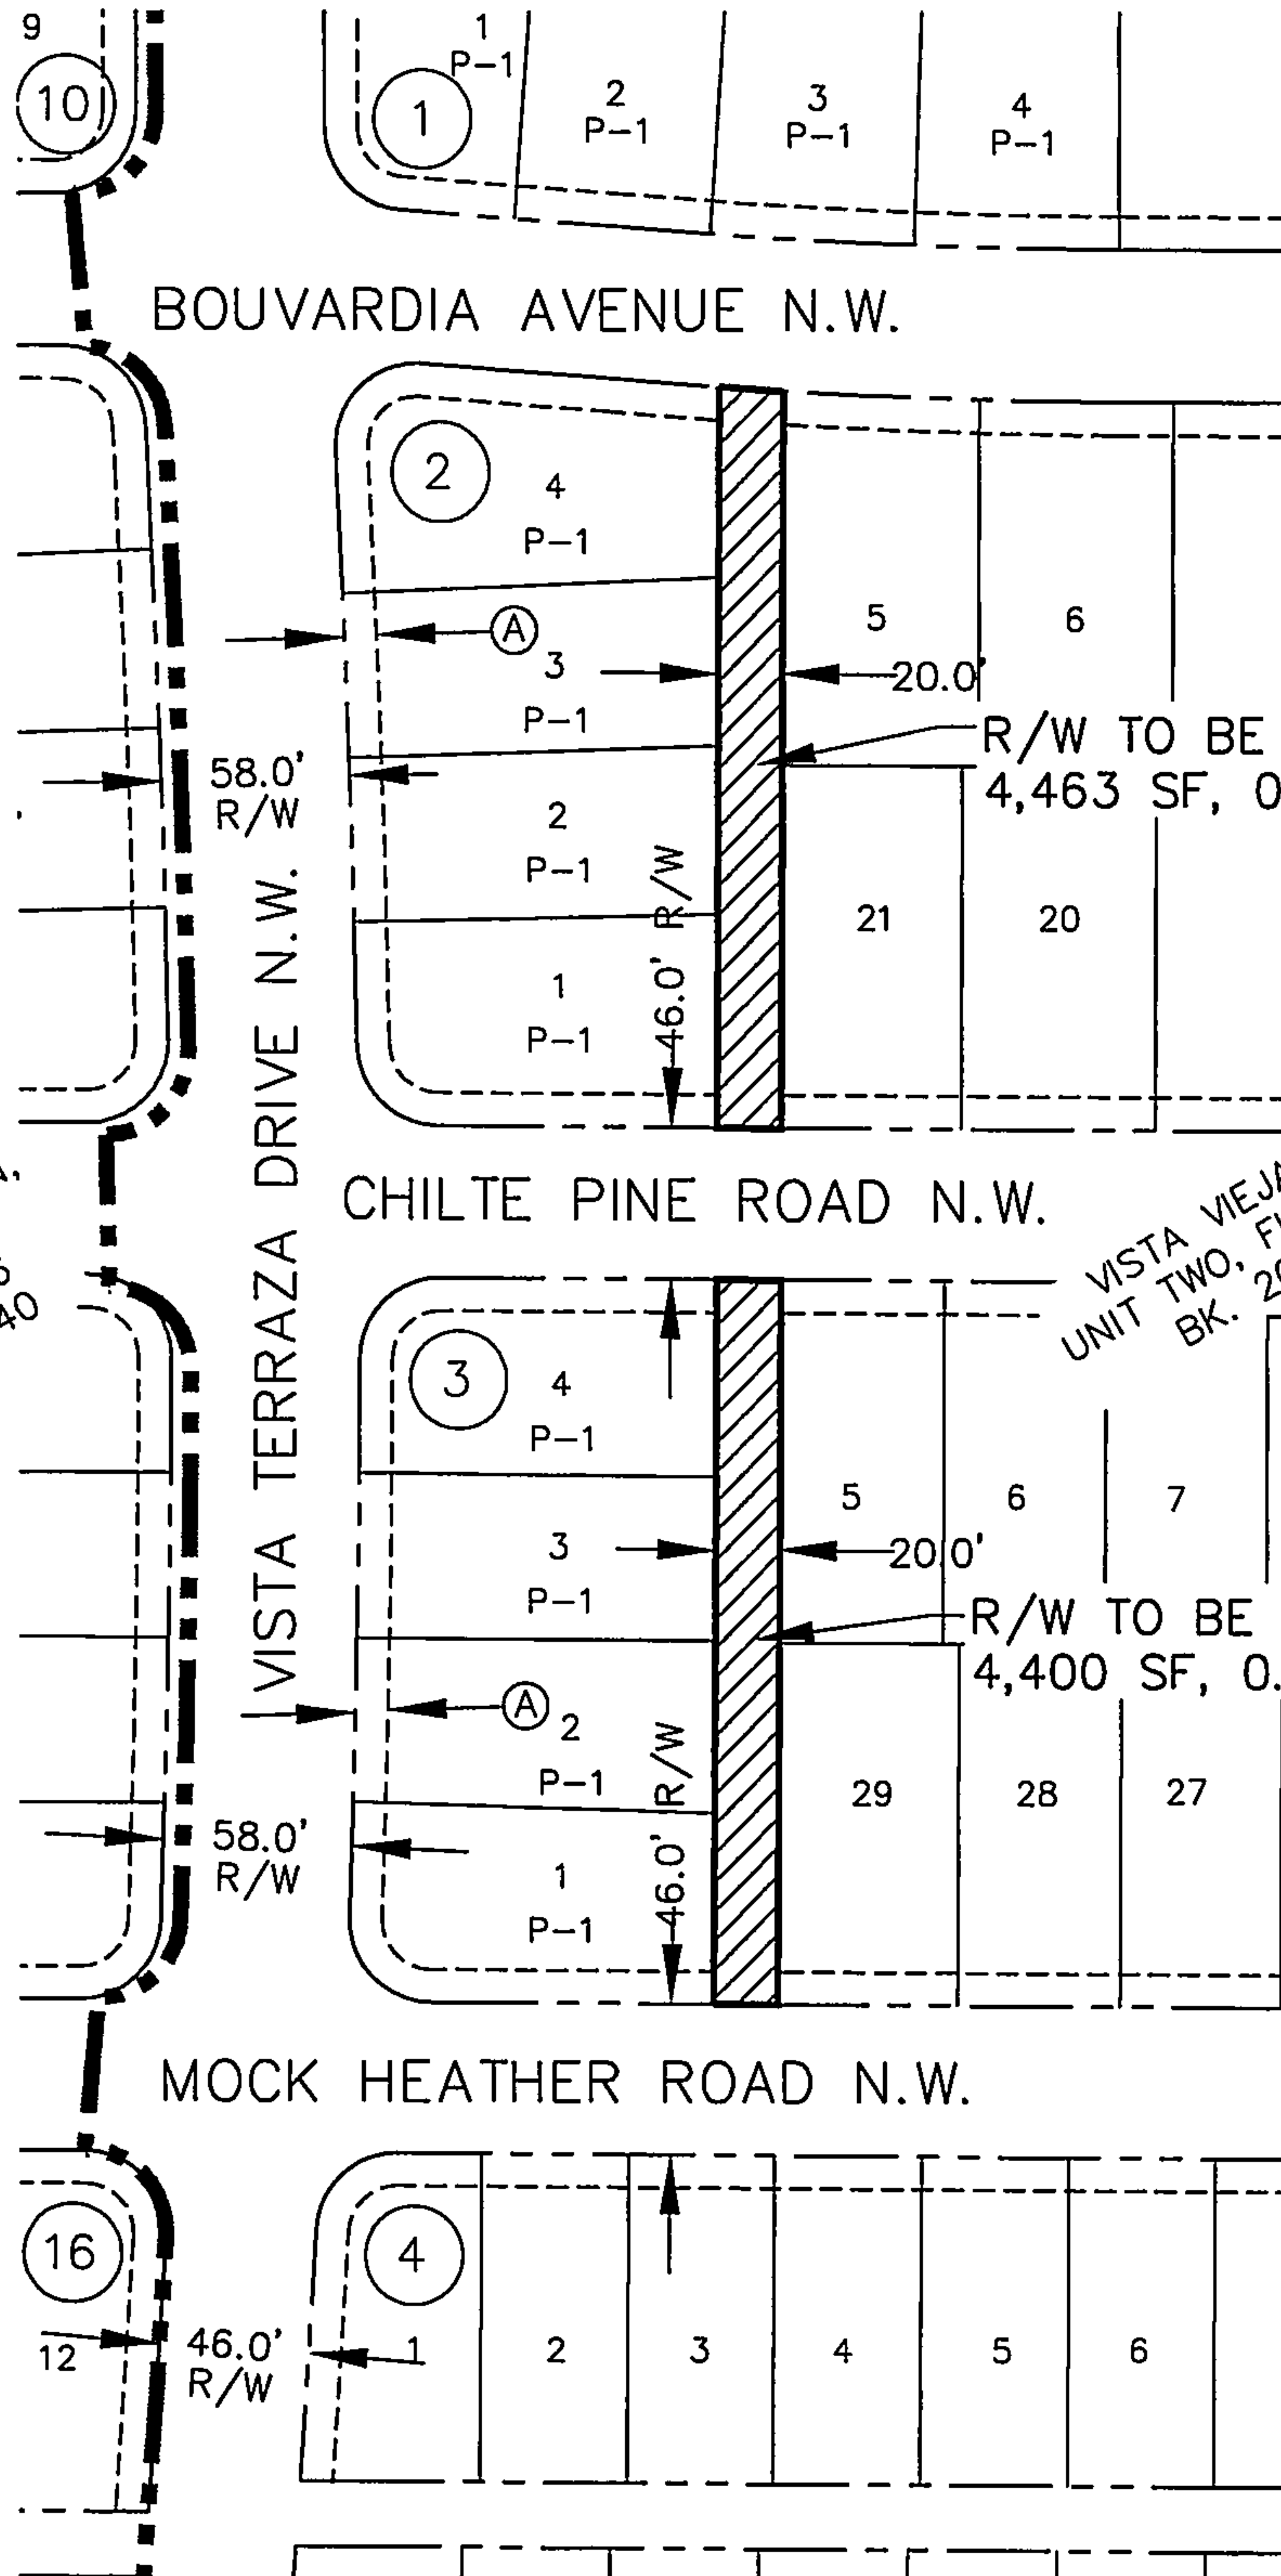 9
10
1
1
P-1
2
P-1
3
P-1
4
P-1
BOUVARDIA AVENUE N.W.
2
4
P-1
5
6
A
3
P-1
20.0'
R/W TO BE
4,463 SF, 0
58.0'
R/W
2
P-1
46.0' R/W
21
20
1
P-1
VISTA TERRAZA DRIVE N.W.
CHILTE PINE ROAD N.W.
VISTA VIEJA
UNIT TWO,
BK.
40
3
4
P-1
5
6
7
3
P-1
20.0'
R/W TO BE
4,400 SF, 0.
A
2
P-1
46.0' R/W
29
28
27
58.0'
R/W
1
P-1
MOCK HEATHER ROAD N.W.
16
4
12
46.0'
R/W
1
2
3
4
5
6